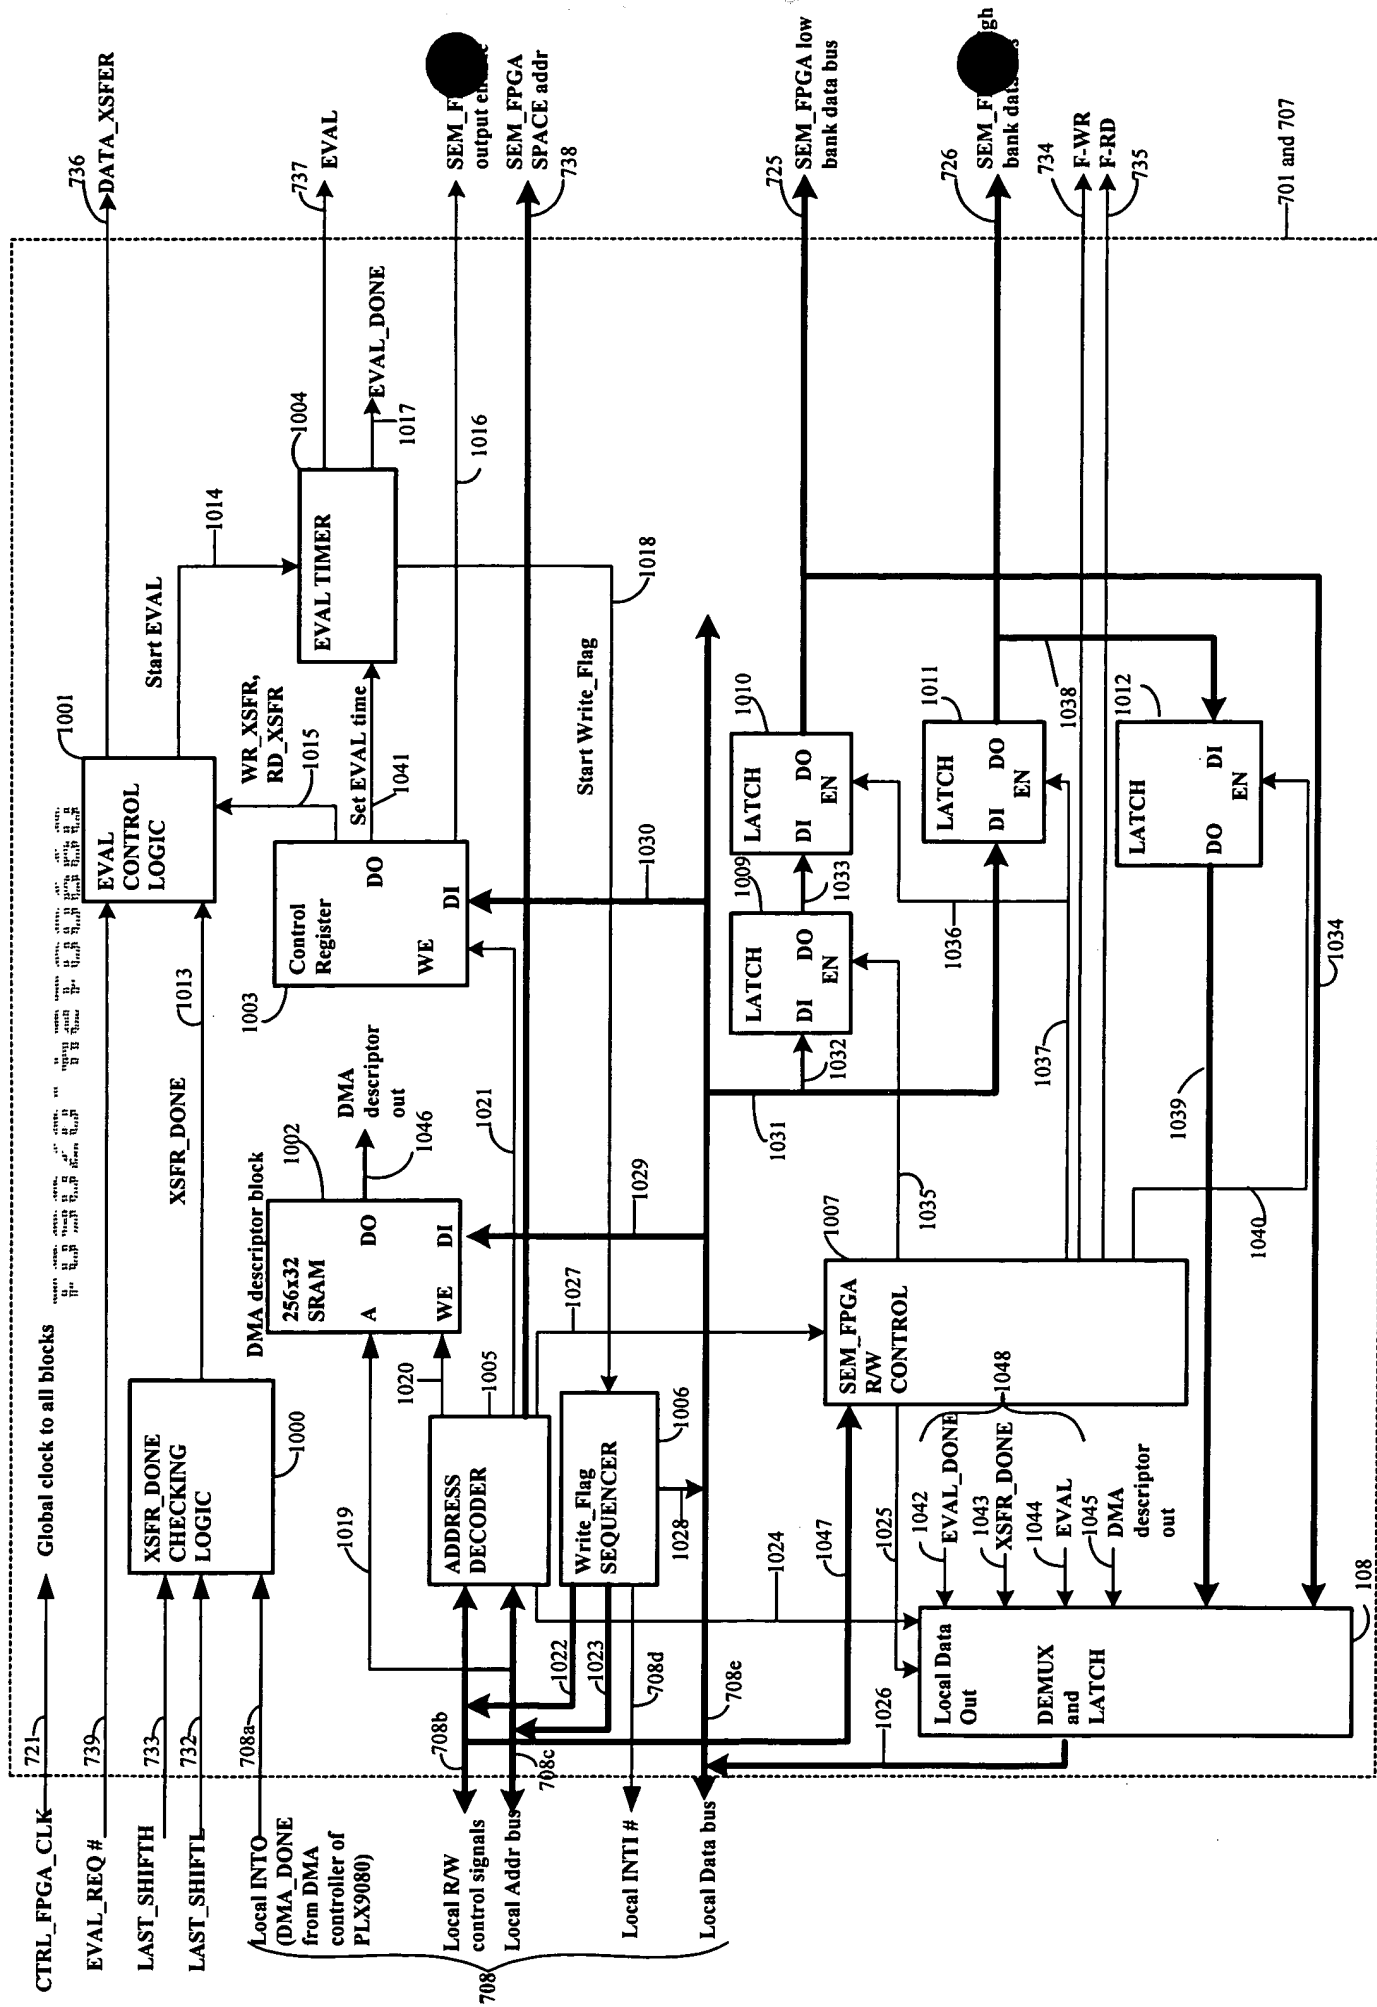 CTRL_FPGA_CLK
721
Global clock to all blocks
EVAL_REQ #
739
LAST_SHIFTH
733
LAST_SHIFTL
732
Local INTO
(DMA_DONE
from DMA
controller of
PLX9080)
708a
708
Local R/W
control signals
708b
Local Addr bus
708c
Local INTI #
708d
Local Data bus
708e
XSFR_DONE
CHECKING
LOGIC
1000
XSFR_DONE
1013
EVAL
CONTROL
LOGIC
1001
736
DATA_XSFER
Start EVAL
1014
WR_XSFR,
RD_XSFR
1015
EVAL TIMER
1004
737
EVAL
EVAL_DONE
1017
Set EVAL time
1041
Control
Register
DO
WE
DI
1003
1016
output
SEM_FPGA
SPACE addr
738
DMA descriptor block
256x32
SRAM
A
DO
WE
DI
1002
DMA
descriptor
out
1046
1019
1020
1021
ADDRESS
DECODER
1005
Write_Flag
SEQUENCER
1006
1018
Start Write_Flag
1022
1023
1024
1027
1028
1029
1030
1031
1032
LATCH
DI
DO
EN
1009
1033
LATCH
DI
DO
EN
1010
725
SEM_FPGA low
bank data bus
LATCH
DI
DO
EN
1011
726
bank
1038
LATCH
DO
DI
EN
1012
734
F-WR
F-RD
735
SEM_FPGA
R/W
CONTROL
1007
1035
1036
1037
1039
1040
1034
1047
1025
1026
1042
EVAL_DONE
1043
XSFR_DONE
1044
EVAL
1045
DMA
descriptor
out
1048
Local Data
Out
DEMUX
and
LATCH
108
701 and 707